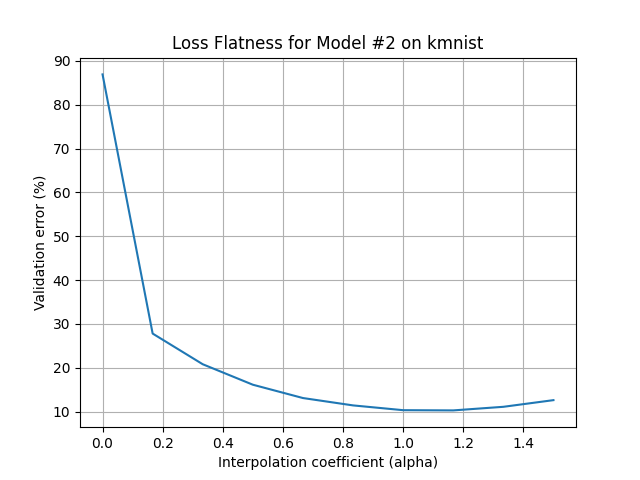 Loss Flatness for Model #2 on kmnist
90
80
70
60
50
40
30
20
10
Validation error (%)
0.0 0.2 0.4 0.6 0.8 1.0 1.2 1.4
Interpolation coefficient (alpha)